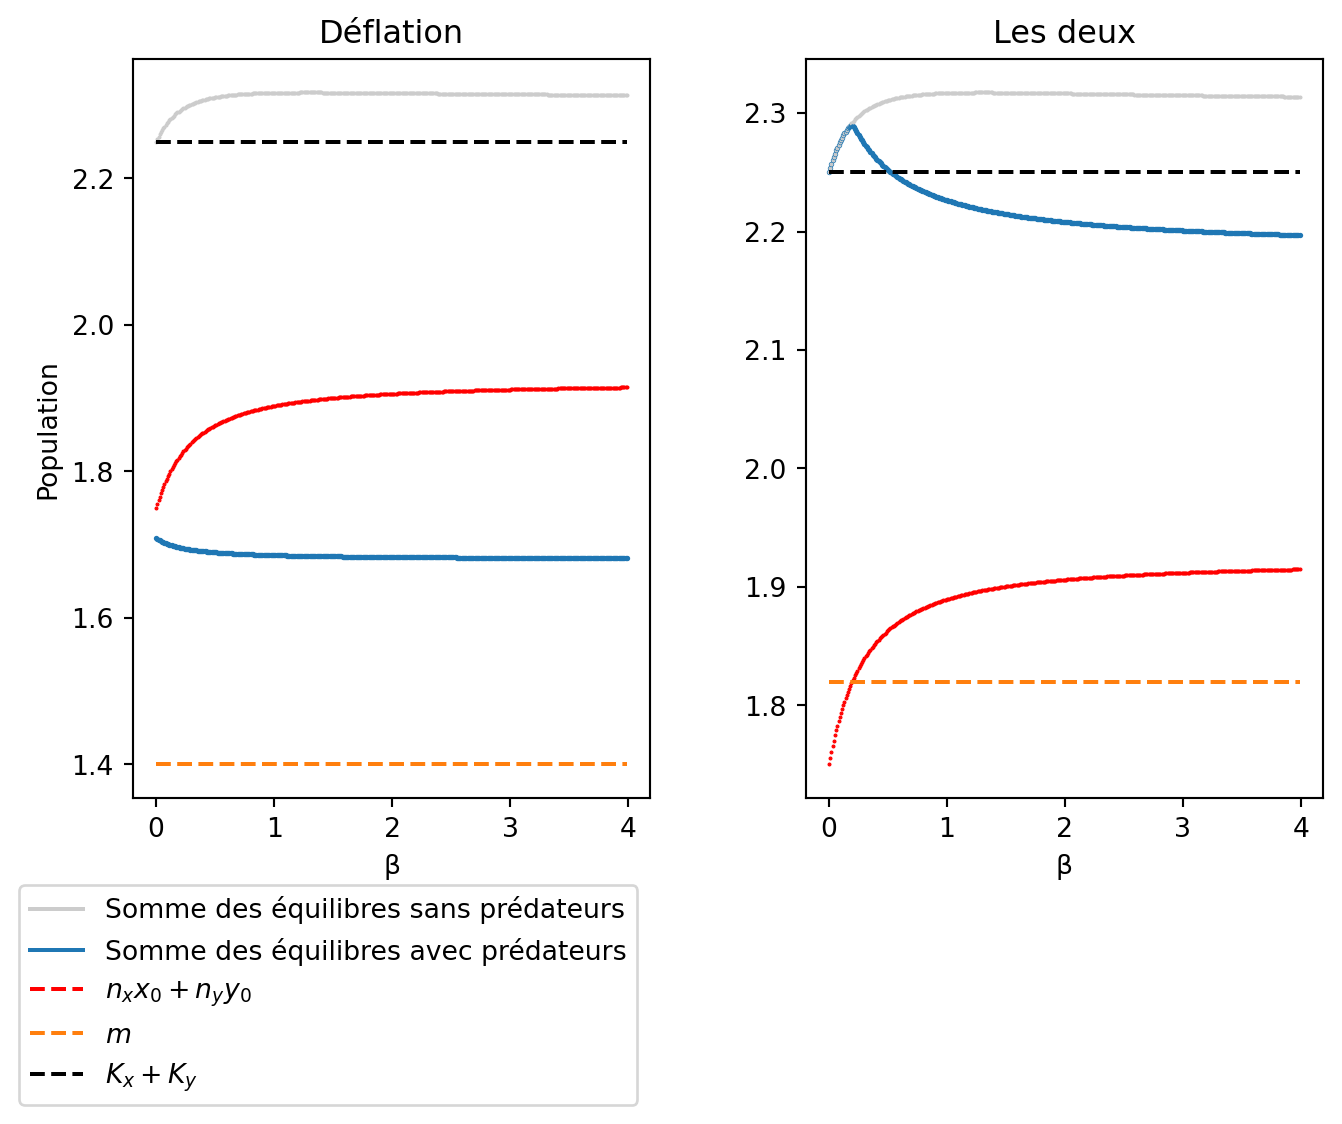 Déflation
Les deux
Population
2.2
2.0
1.8
1.6
1.4
0 1 2 3 4
β
2.3
2.2
2.1
2.0
1.9
1.8
0 1 2 3 4
β
Somme des équilibres sans prédateurs
Somme des équilibres avec prédateurs
$n_x x_0 + n_y y_0$
$m$
$K_x + K_y$